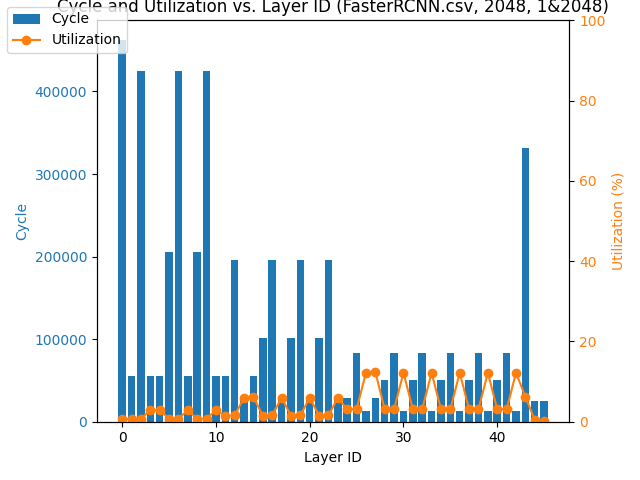 Cycle and Utilization vs. Layer ID (FasterRCNN.csv, 2048, 1&2048)
Cycle
Utilization
100
80
60
40
20
0
400000
300000
200000
100000
0
Cycle
Utilization (%)
0 10 20 30 40
Layer ID